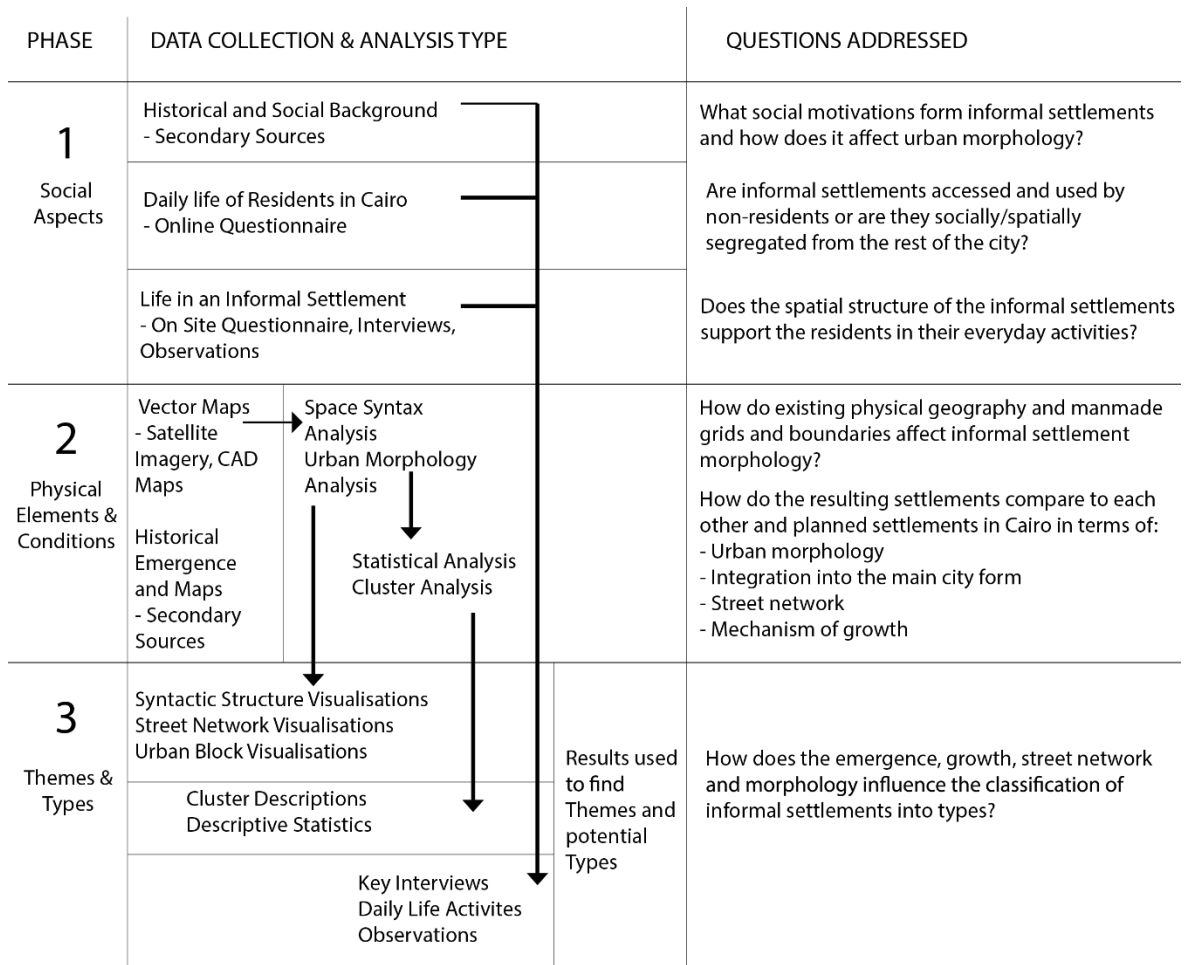 PHASE
DATA COLLECTION & ANALYSIS TYPE
QUESTIONS ADDRESSED
1
Social
Aspects
Historical and Social Background
- Secondary Sources
What social motivations form informal settlements
and how does it affect urban morphology?
Daily life of Residents in Cairo
- Online Questionnaire
Are informal settlements accessed and used by
non-residents or are they socially/spatially
segregated from the rest of the city?
Life in an Informal Settlement
- On Site Questionnaire, Interviews,
Observations
Does the spatial structure of the informal settlements
support the residents in their everyday activities?
2
Physical
Elements &
Conditions
Vector Maps
- Satellite
Imagery, CAD
Maps
Historical
Emergence
and Maps
- Secondary
Sources
Space Syntax
Analysis
Urban Morphology
Analysis
Statistical Analysis
Cluster Analysis
How do existing physical geography and manmade
grids and boundaries affect informal settlement
morphology?
How do the resulting settlements compare to each
other and planned settlements in Cairo in terms of:
- Urban morphology
- Integration into the main city form
- Street network
- Mechanism of growth
3
Themes &
Types
Syntactic Structure Visualisations
Street Network Visualisations
Urban Block Visualisations
Cluster Descriptions
Descriptive Statistics
Key Interviews
Daily Life Activites
Observations
Results used
to find
Themes and
potential
Types
How does the emergence, growth, street network
and morphology influence the classification of
informal settlements into types?